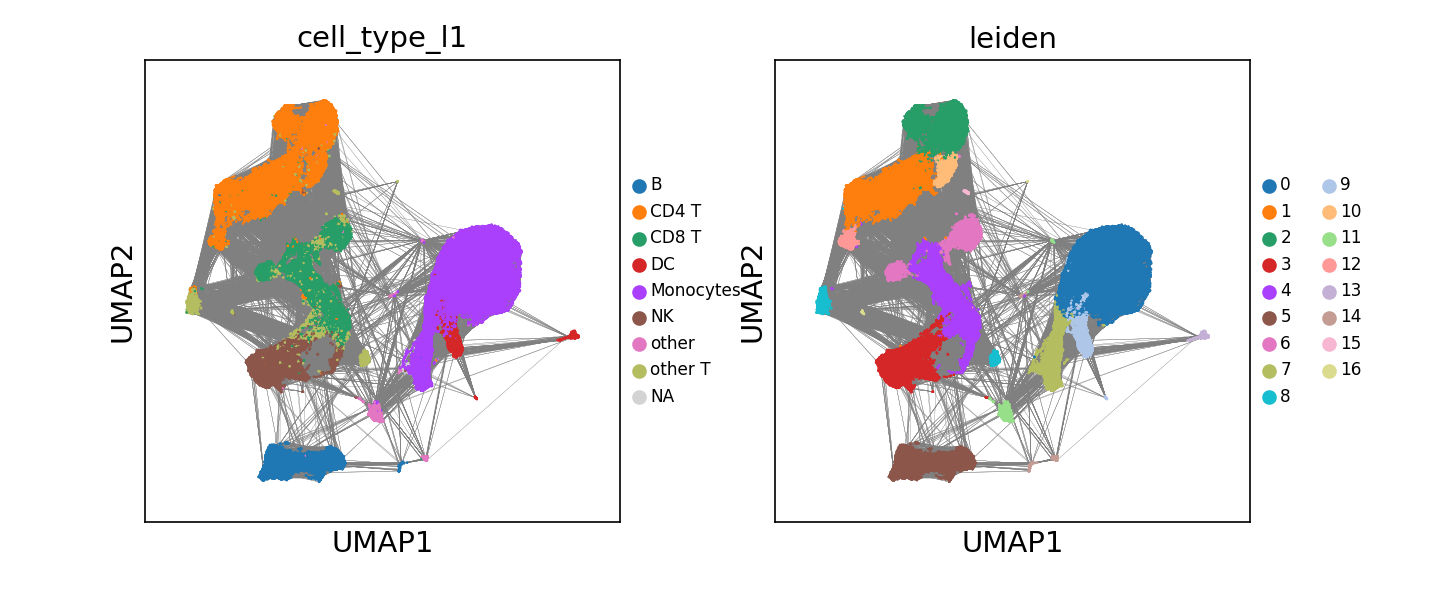 cell_type_l1
UMAP2
UMAP1
B
CD4 T
CD8 T
DC
Monocytes
NK
other
other T
NA
leiden
UMAP2
UMAP1
0
1
2
3
4
5
6
7
8
9
10
11
12
13
14
15
16